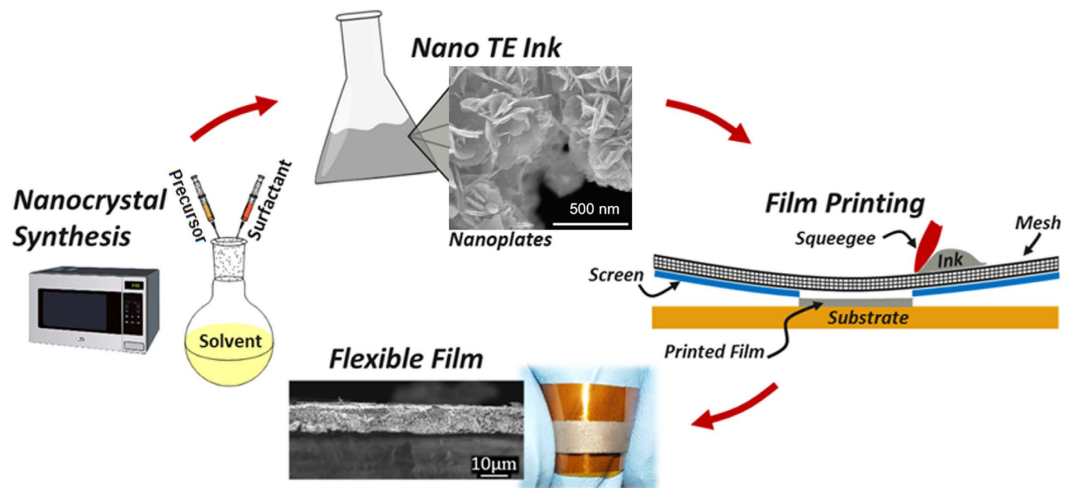 Nano TE Ink
500 nm
Nanoplates
Nanocrystal
Synthesis
Precursor
Surfactant
Solvent
Film Printing
Squeegee
Mesh
Ink
Screen
Substrate
Printed Film
Flexible Film
10μm